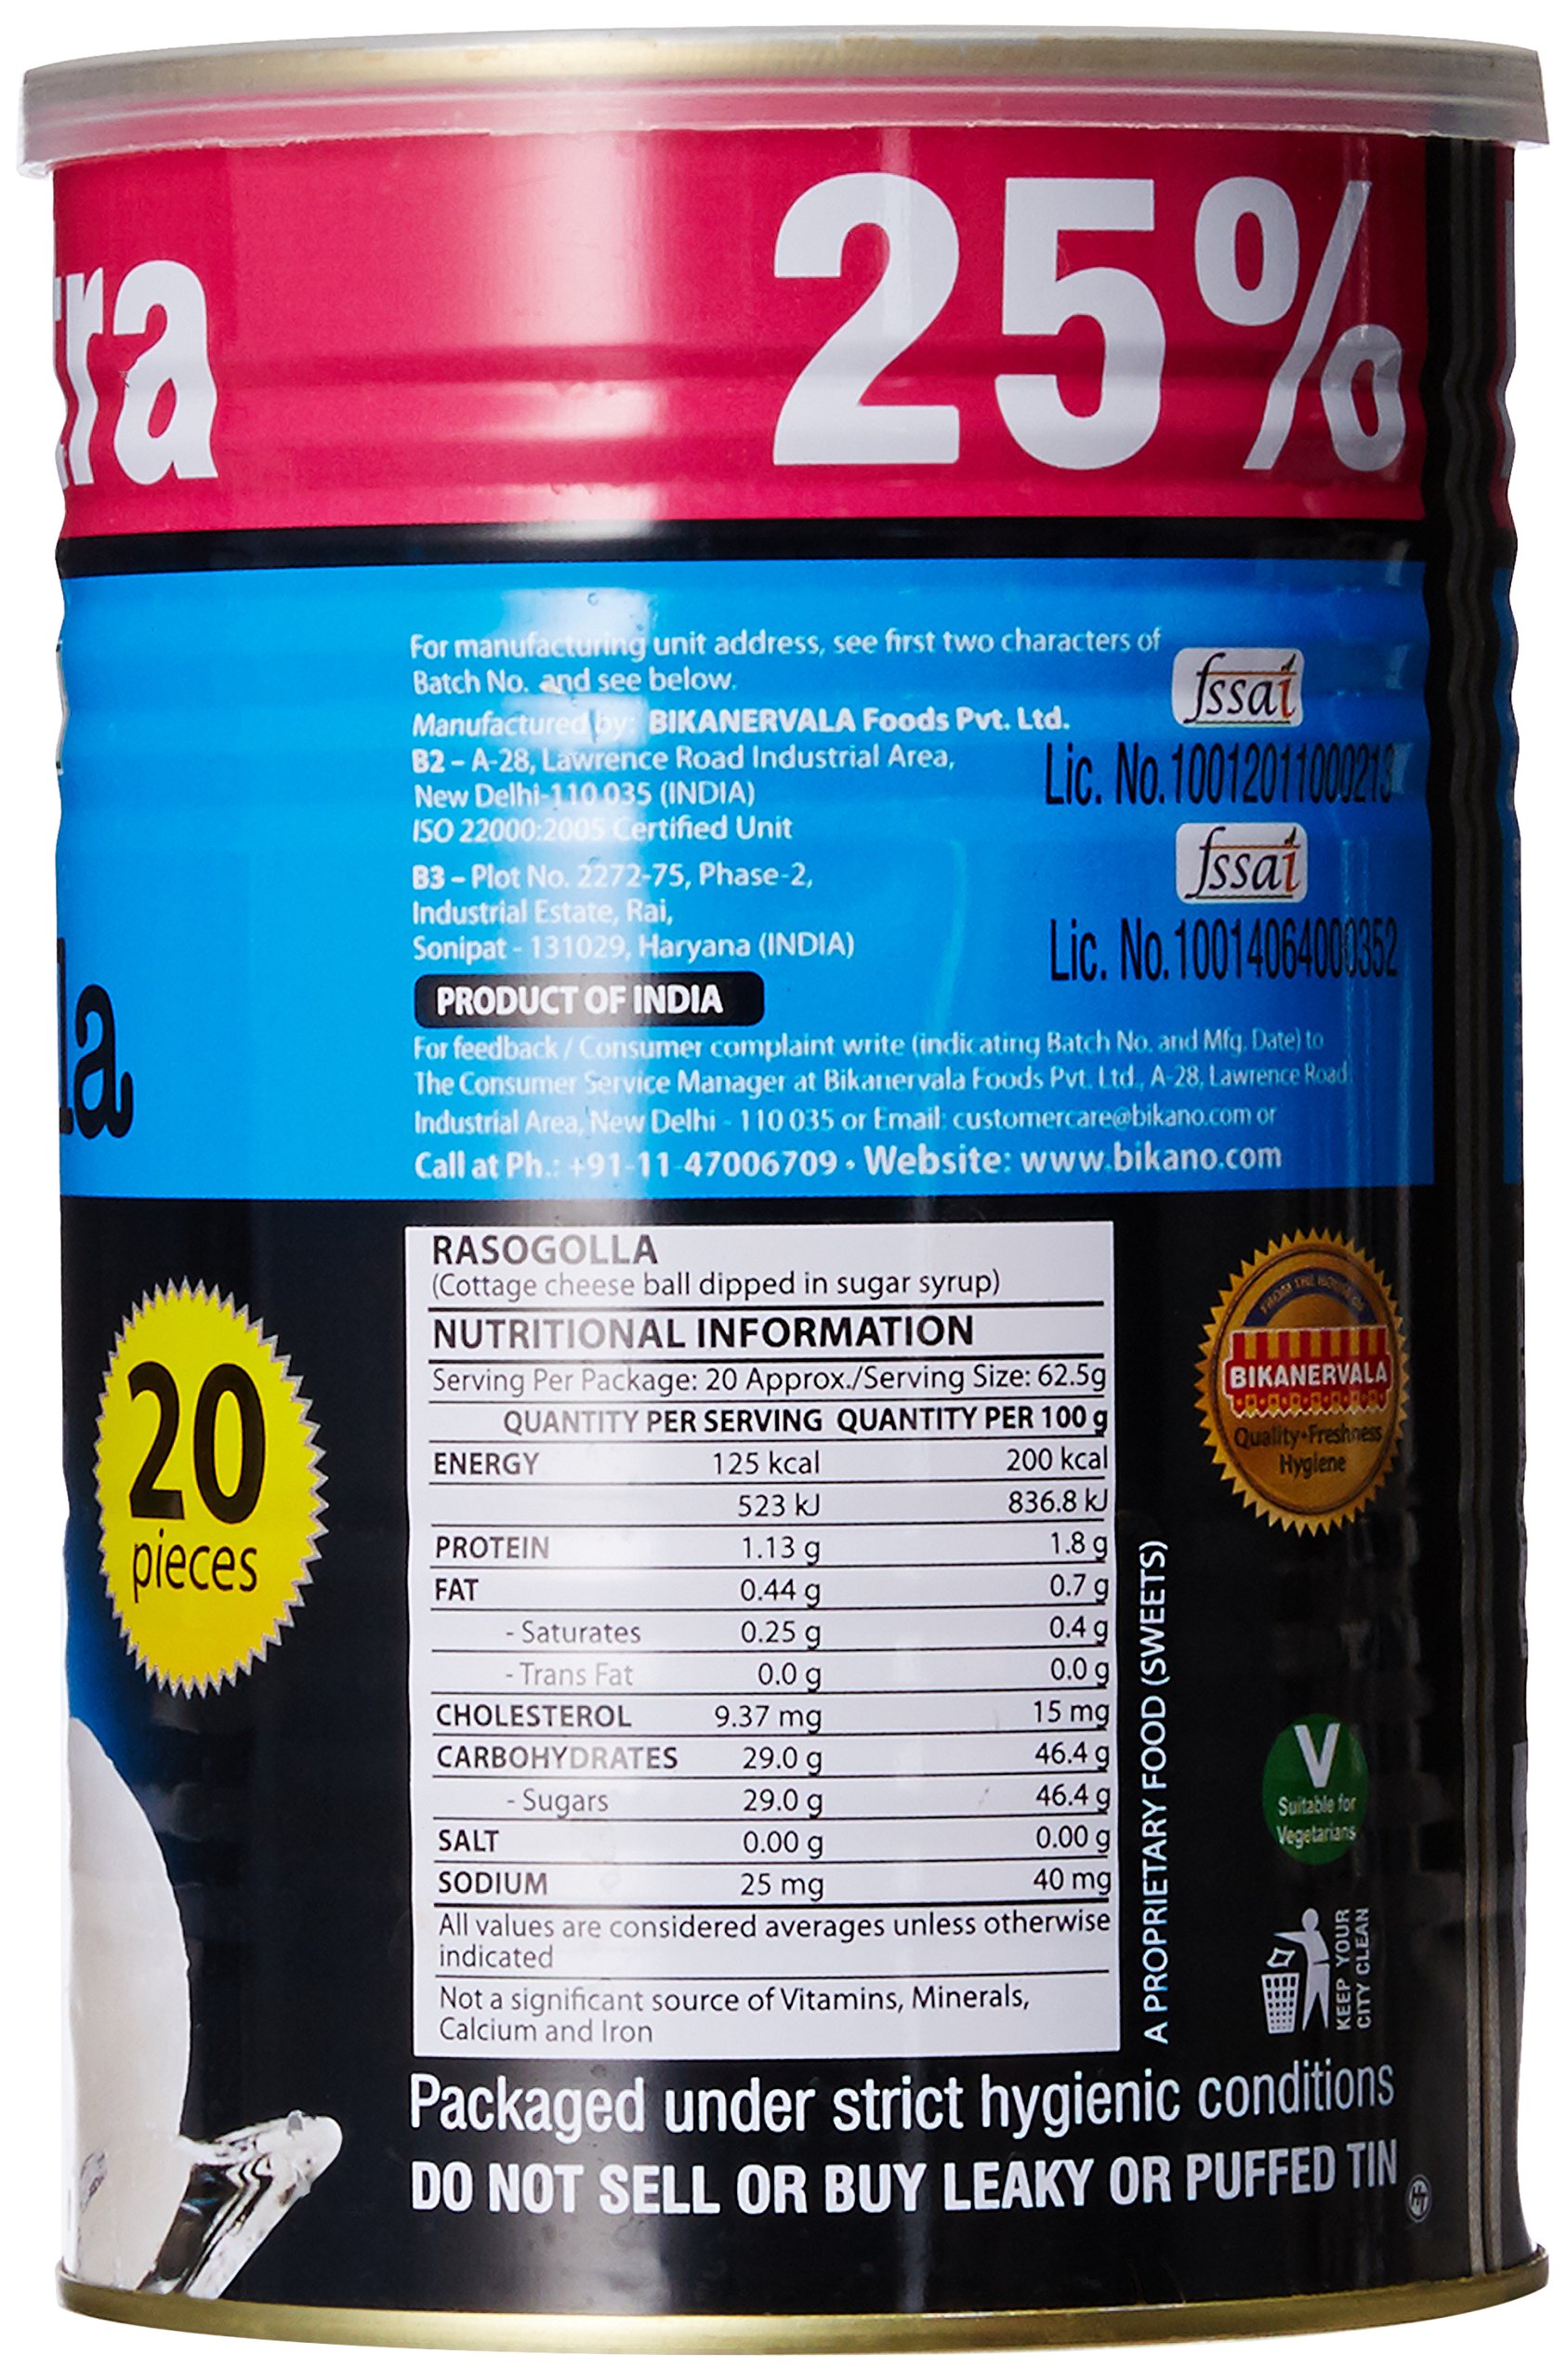 ra 25%
For manufacturing unit address, see first two characters of
Batch No. and see below.
Manufactured by: BIKANERVALA Foods Pvt. Ltd.
B2 – A-28, Lawrence Road Industrial Area,
New Delhi-110 035 (INDIA)
ISO 22000:2005 Certified Unit
fssai
Lic. No.10012011000213
B3 – Plot No. 2272-75, Phase-2,
Industrial Estate, Rai,
Sonipat - 131029, Haryana (INDIA)
fssai
Lic. No.10014064000352
PRODUCT OF INDIA
la
For feedback / Consumer complaint write (indicating Batch No. and Mfg. Date) to
The Consumer Service Manager at Bikanervala Foods Pvt. Ltd., A-28, Lawrence Road
Industrial Area, New Delhi - 110 035 or Email: customercare@bikano.com or
Call at Ph.: +91-11-47006709 • Website: www.bikano.com
20
pieces
RASOGOLLA
(Cottage cheese ball dipped in sugar syrup)
NUTRITIONAL INFORMATION
Serving Per Package: 20 Approx./Serving Size: 62.5g
QUANTITY PER SERVING QUANTITY PER 100 g
ENERGY 125 kcal 200 kcal
523 kJ 836.8 kJ
PROTEIN 1.13 g 1.8 g
FAT 0.44 g 0.7 g
- Saturates 0.25 g 0.4 g
- Trans Fat 0.0 g 0.0 g
CHOLESTEROL 9.37 mg 15 mg
CARBOHYDRATES 29.0 g 46.4 g
- Sugars 29.0 g 46.4 g
SALT 0.00 g 0.00 g
SODIUM 25 mg 40 mg
All values are considered averages unless otherwise
indicated
Not a significant source of Vitamins, Minerals,
Calcium and Iron
A PROPRIETARY FOOD (SWEETS)
FROM THE HOUSE OF
BIKANERVALA
Quality•Freshness
Hygiene
V
Suitable for
Vegetarians
KEEP YOUR
CITY CLEAN
Packaged under strict hygienic conditions
DO NOT SELL OR BUY LEAKY OR PUFFED TIN